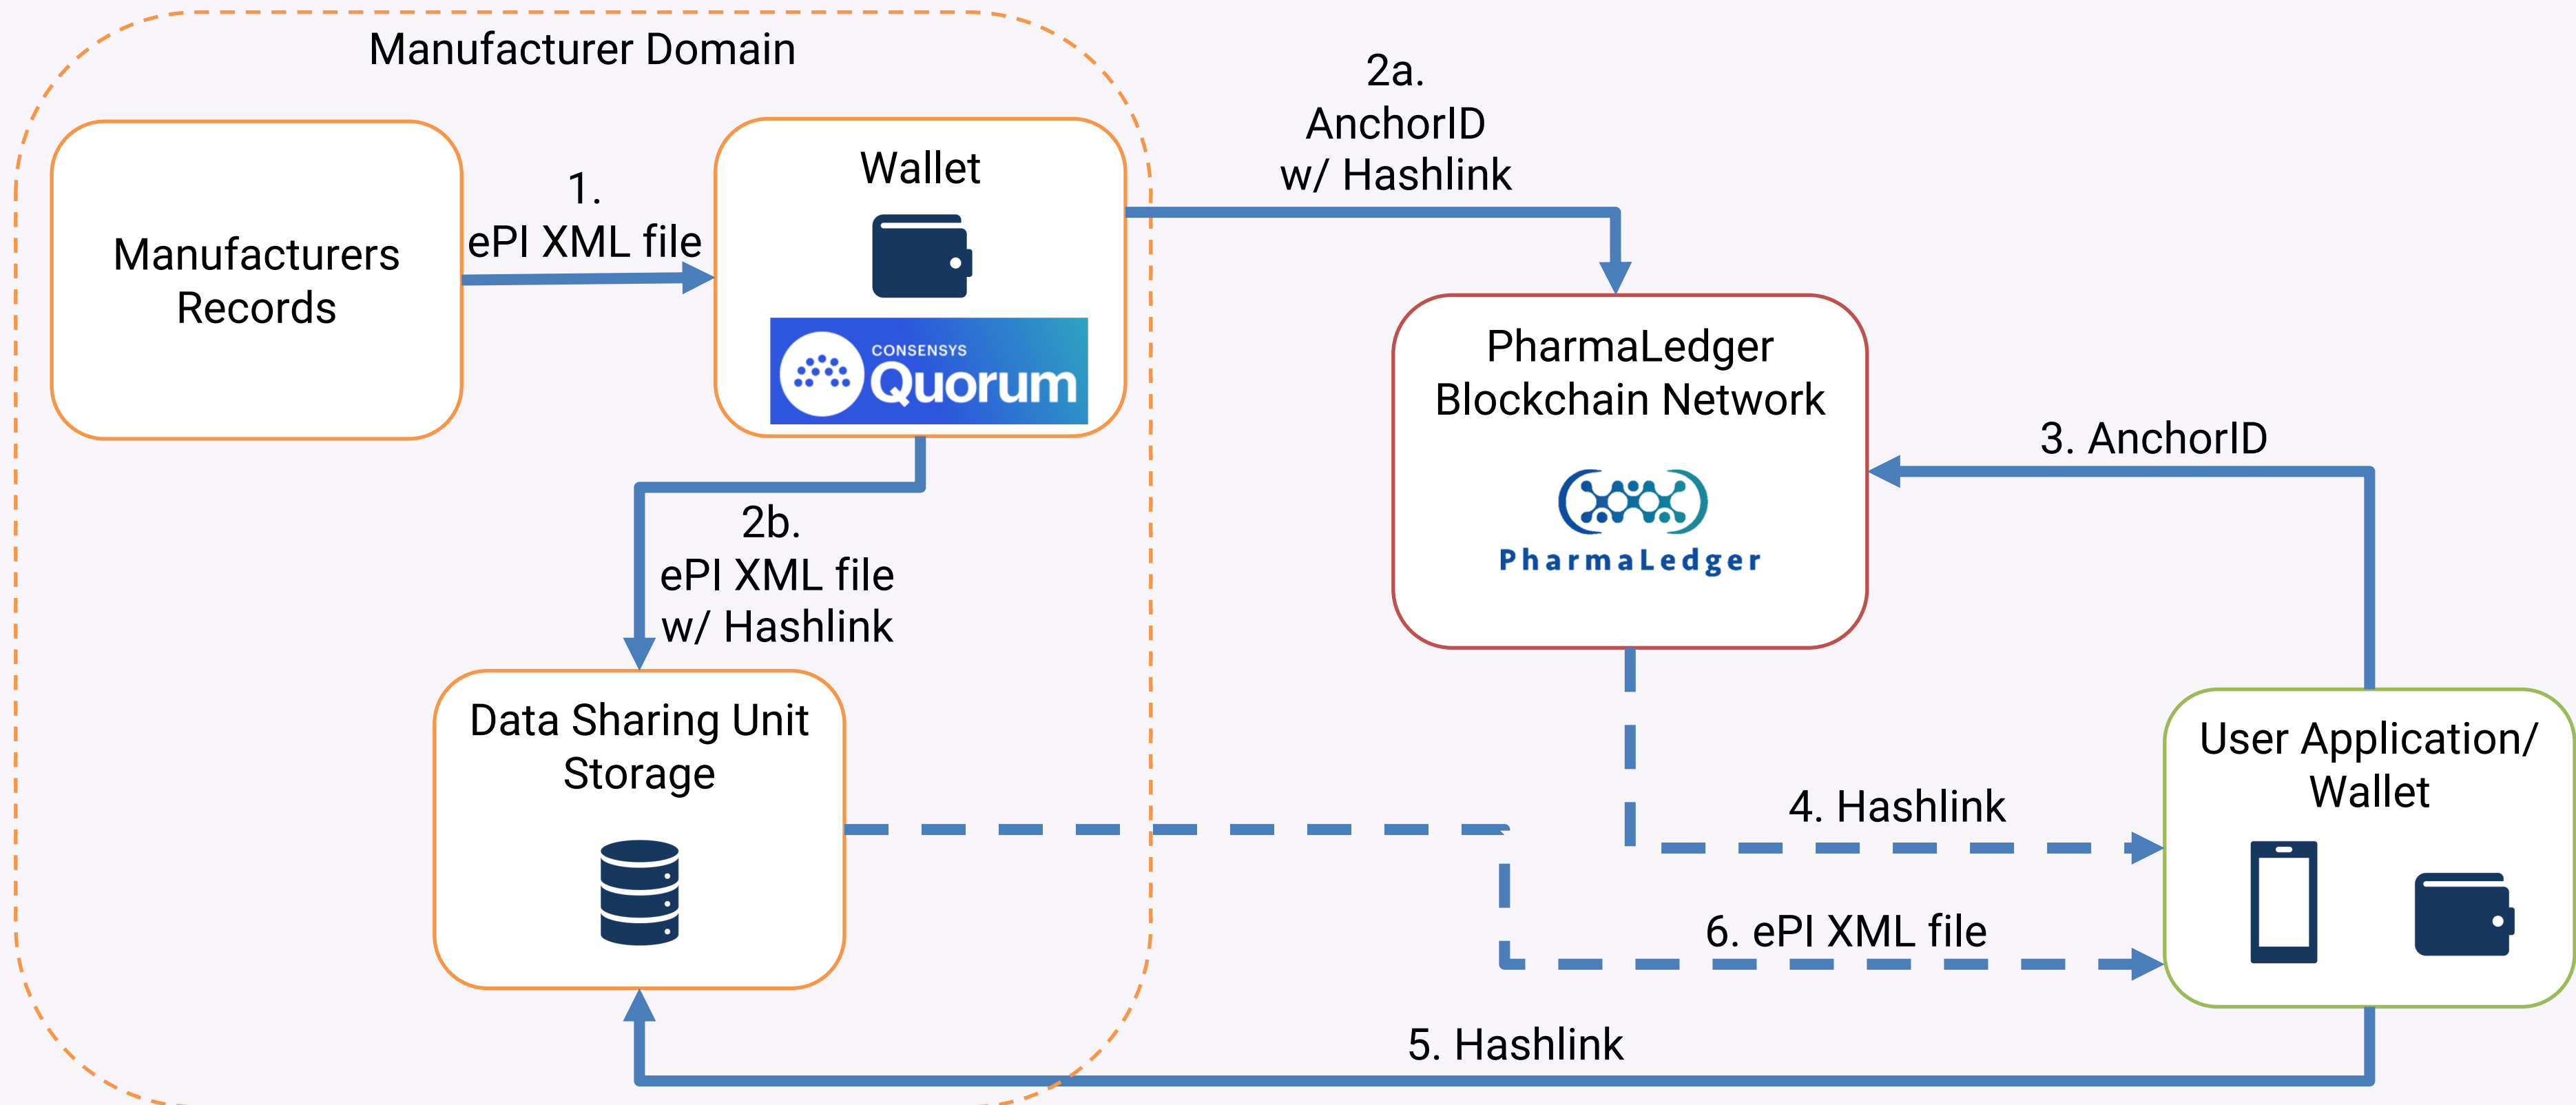 Manufacturer Domain
Manufacturers
Records
1.
ePI XML file
Wallet
CONSENSYS
Quorum
2a.
AnchorID
w/ Hashlink
PharmaLedger
Blockchain Network
PharmaLedger
3. AnchorID
2b.
ePI XML file
w/ Hashlink
Data Sharing Unit
Storage
User Application/
Wallet
4. Hashlink
6. ePI XML file
5. Hashlink